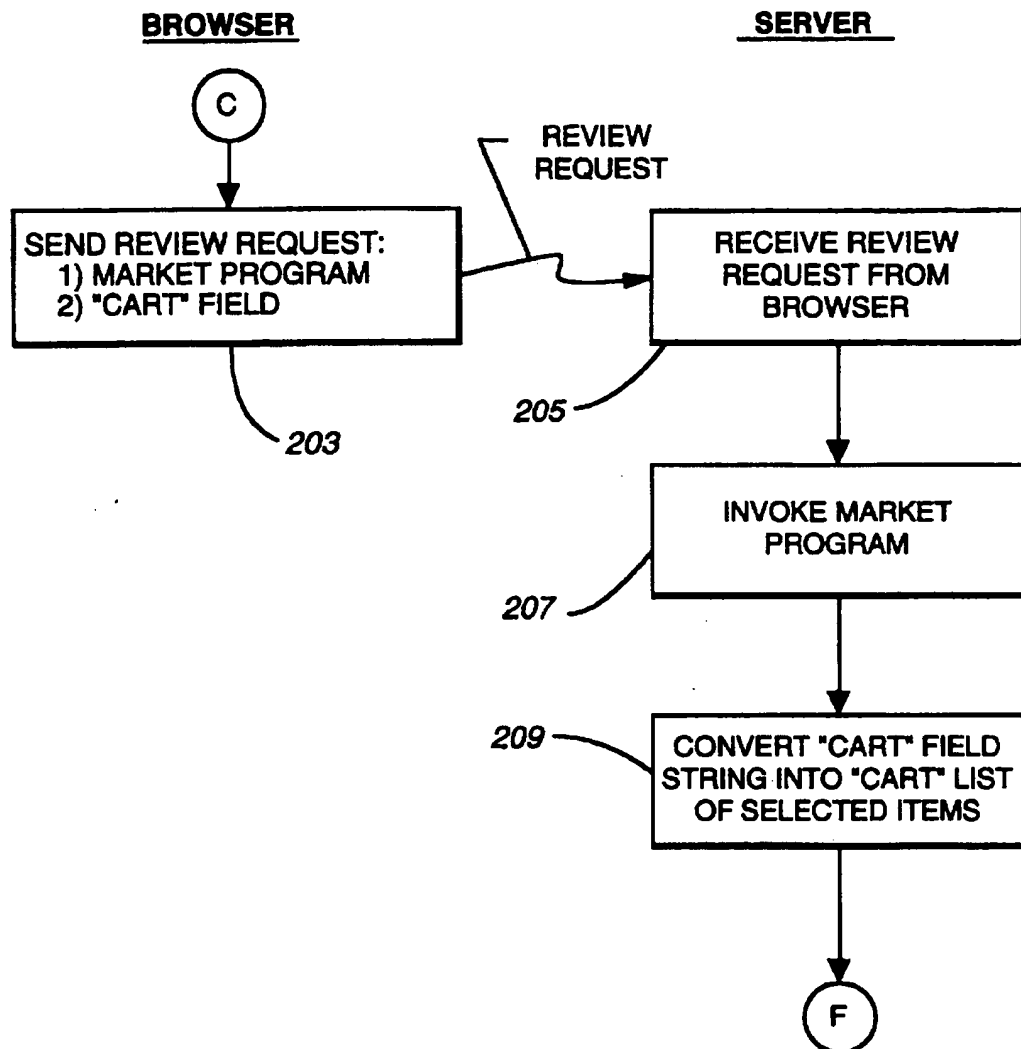 BROWSER
SERVER
C
REVIEW
REQUEST
SEND REVIEW REQUEST:
1) MARKET PROGRAM
2) "CART" FIELD
203
RECEIVE REVIEW
REQUEST FROM
BROWSER
205
INVOKE MARKET
PROGRAM
207
CONVERT "CART" FIELD
STRING INTO "CART" LIST
OF SELECTED ITEMS
209
F